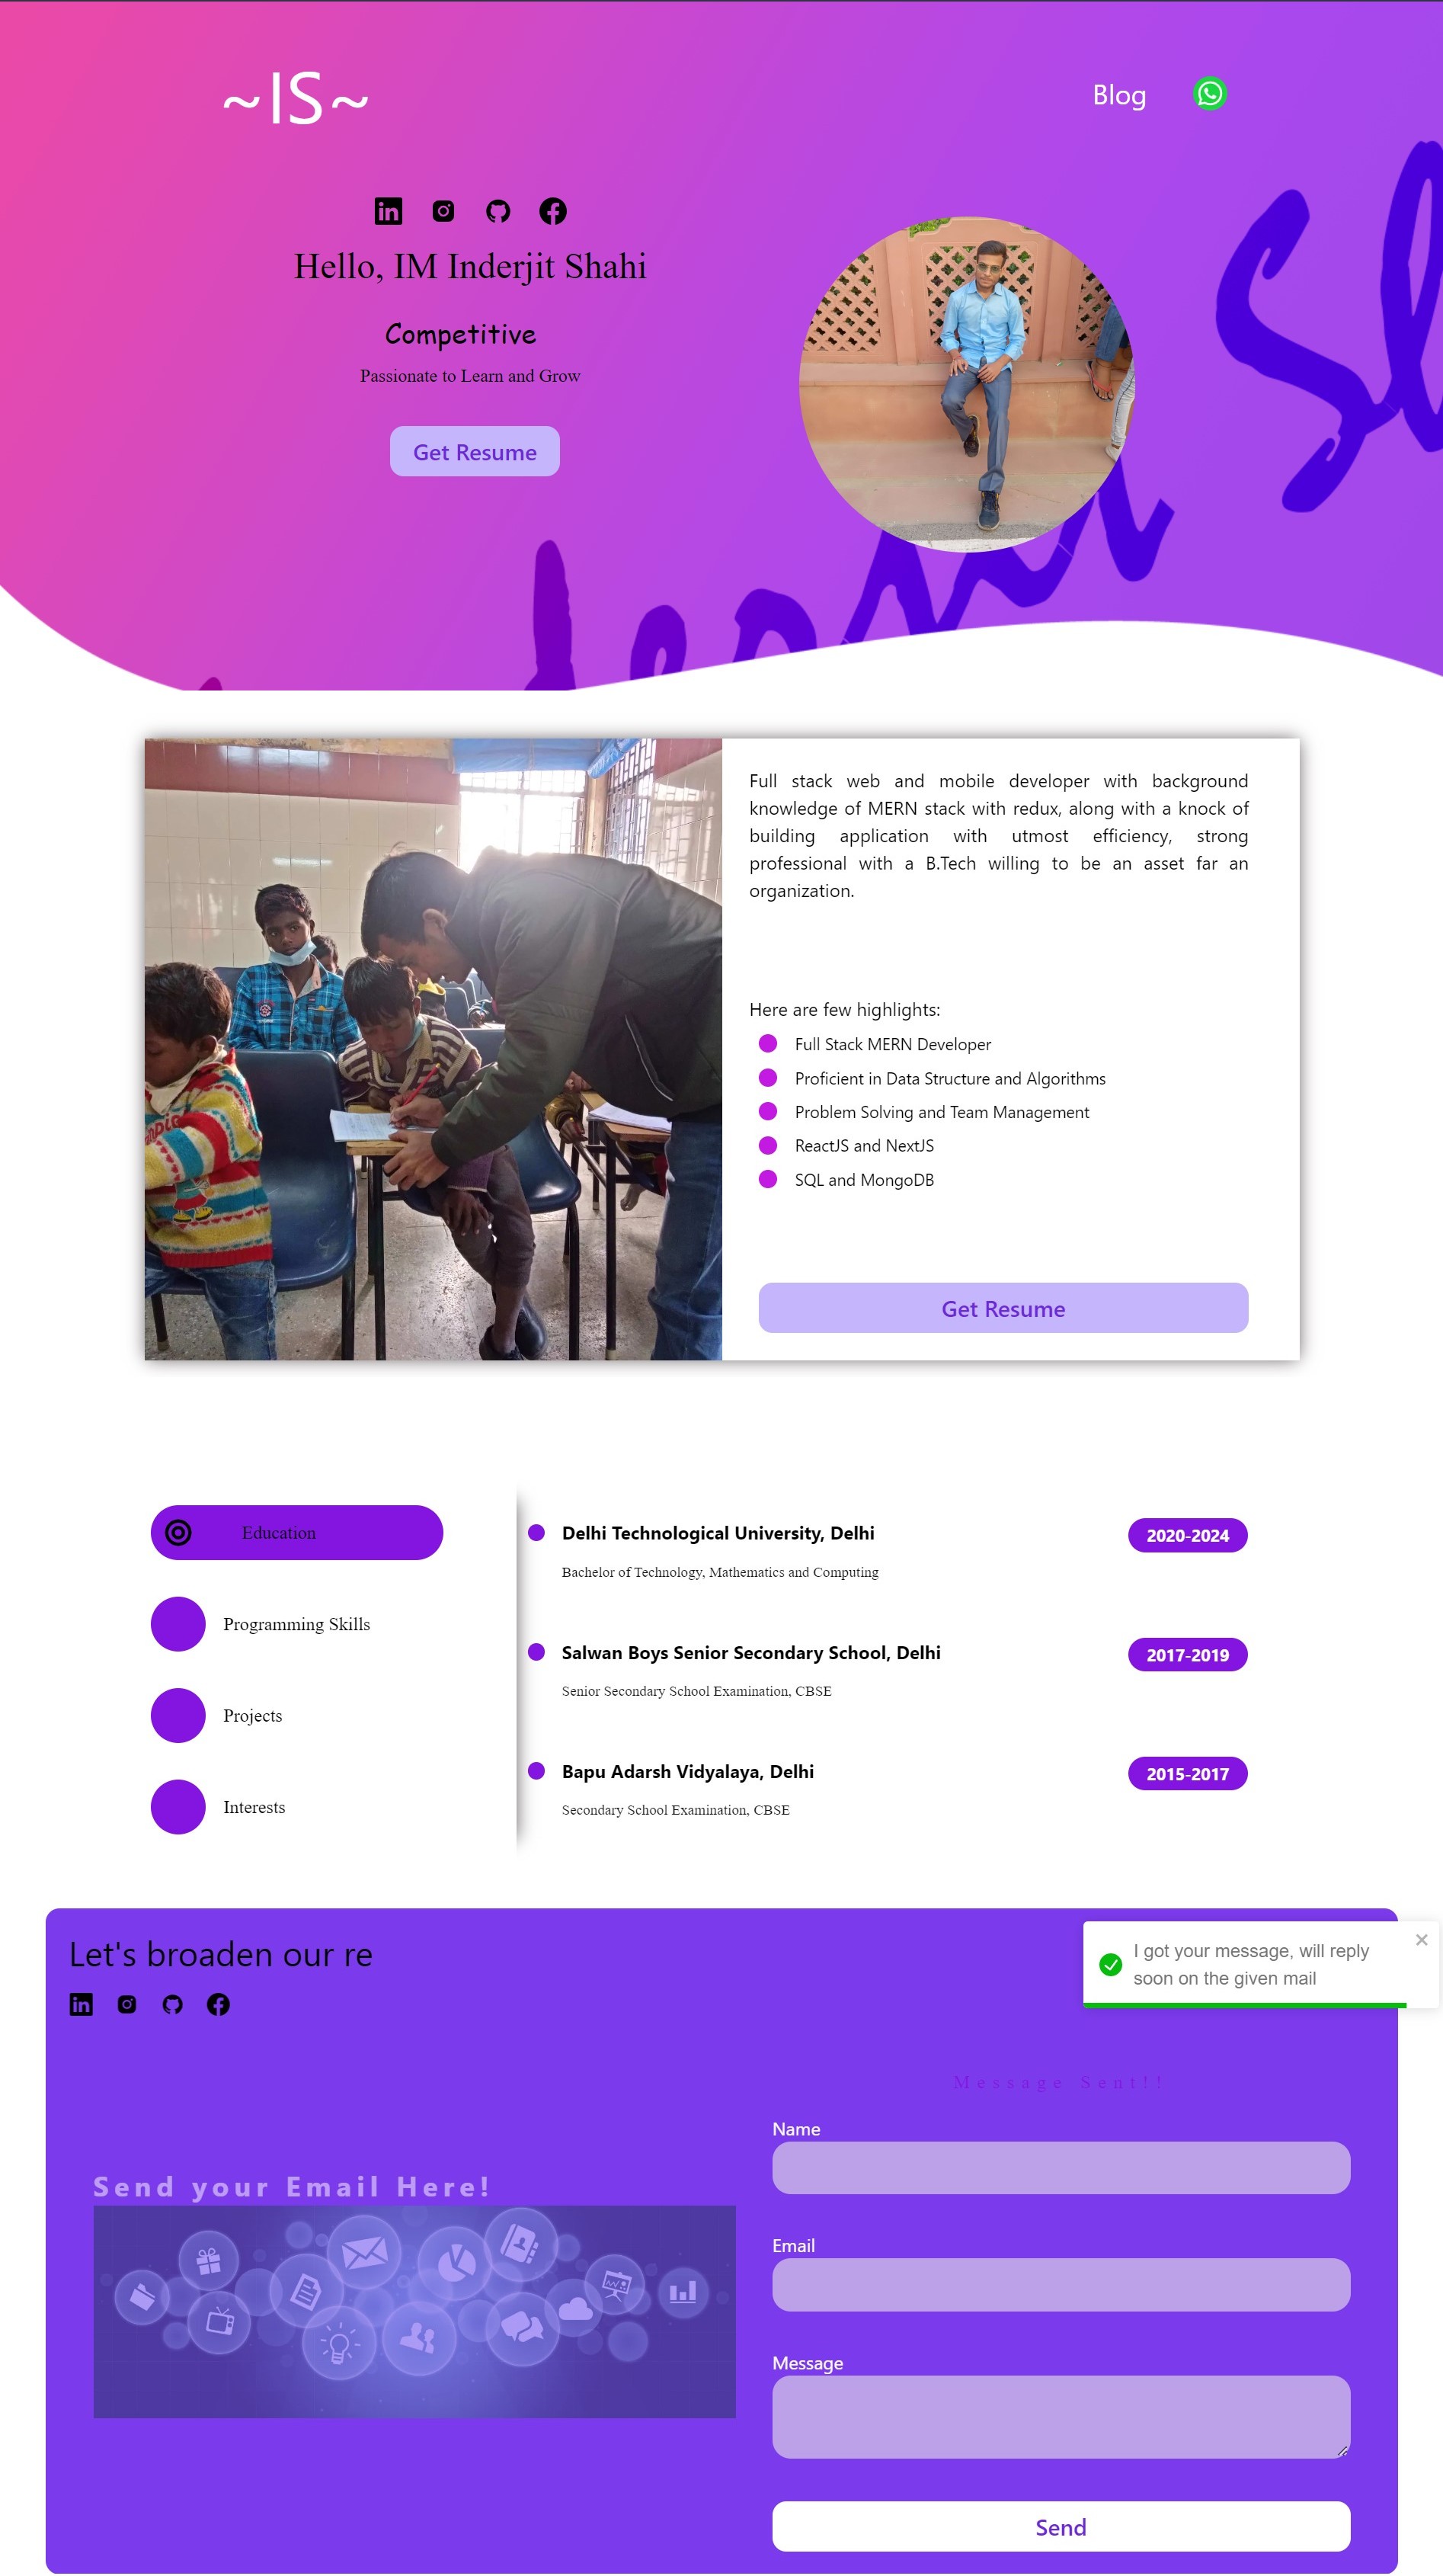 ~IS~
Blog
Hello, IM Inderjit Shahi
Competitive
Passionate to Learn and Grow
Get Resume
Full stack web and mobile developer with background
knowledge of MERN stack with redux, along with a knock of
building application with utmost efficiency, strong
professional with a B.Tech willing to be an asset far an
organization.
Here are few highlights:
Full Stack MERN Developer
Proficient in Data Structure and Algorithms
Problem Solving and Team Management
ReactJS and NextJS
SQL and MongoDB
Get Resume
Education
Programming Skills
Projects
Interests
Delhi Technological University, Delhi
2020-2024
Bachelor of Technology, Mathematics and Computing
Salwan Boys Senior Secondary School, Delhi
2017-2019
Senior Secondary School Examination, CBSE
Bapu Adarsh Vidyalaya, Delhi
2015-2017
Secondary School Examination, CBSE
Let's broaden our re
I got your message, will reply
soon on the given mail
Send your Email Here!
Message Sent!!
Name
Email
Message
Send